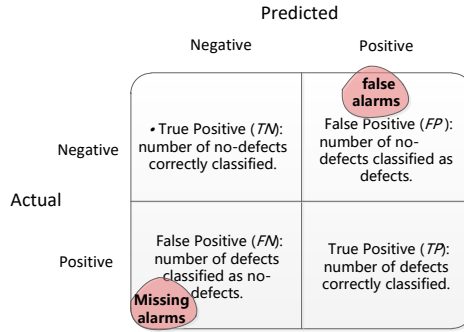 Predicted
Negative
Positive
false
alarms
• True Positive (TN):
number of no-defects
correctly classified.
False Positive (FP ):
number of no-
defects classified as
defects.
Negative
Actual
Positive
False Positive (FN):
number of defects
classified as no-
defects.
Missing
alarms
True Positive (TP):
number of defects
correctly classified.